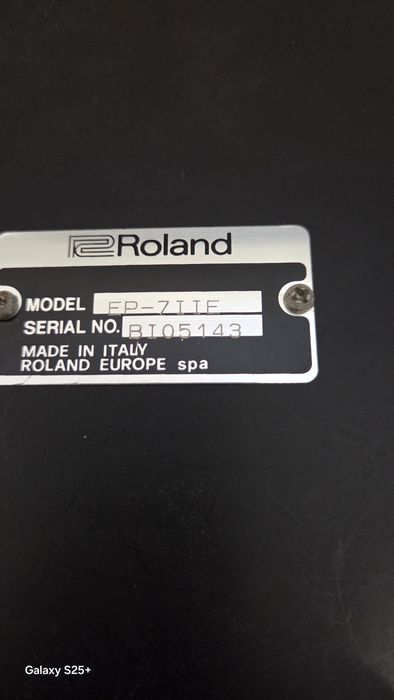 Roland
MODEL EP-7IIE
SERIAL NO. BI05143
MADE IN ITALY
ROLAND EUROPE spa
Galaxy S25+